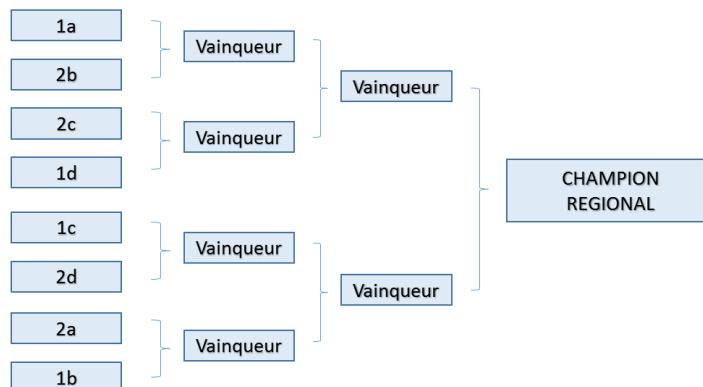 1a
2b
2c
1d
1c
2d
2a
1b
Vainqueur
Vainqueur
Vainqueur
Vainqueur
Vainqueur
Vainqueur
CHAMPION
REGIONAL